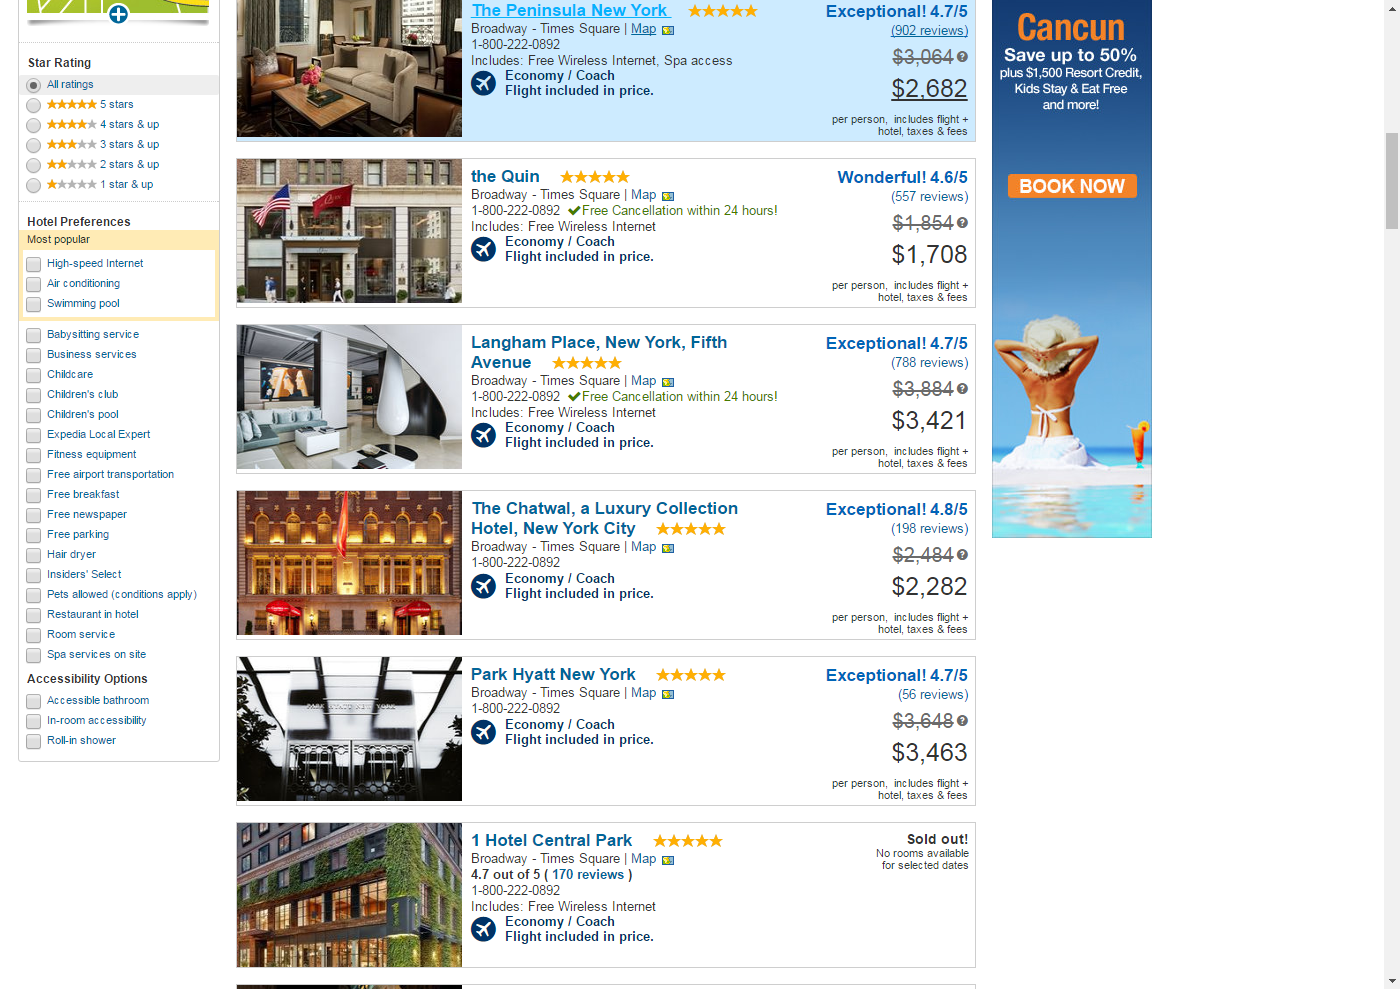 Star Rating
All ratings
5 stars
4 stars & up
3 stars & up
2 stars & up
1 star & up
Hotel Preferences
Most popular
High-speed Internet
Air conditioning
Swimming pool
Babysitting service
Business services
Childcare
Children's club
Children's pool
Expedia Local Expert
Fitness equipment
Free airport transportation
Free breakfast
Free newspaper
Free parking
Hair dryer
Insiders' Select
Pets allowed (conditions apply)
Restaurant in hotel
Room service
Spa services on site
Accessibility Options
Accessible bathroom
In-room accessibility
Roll-in shower
The Peninsula New York
Broadway - Times Square | Map
1-800-222-0892
Includes: Free Wireless Internet, Spa access
Economy / Coach
Flight included in price.
Exceptional! 4.7/5
(902 reviews)
$3,064
$2,682
per person, includes flight +
hotel, taxes & fees
the Quin
Broadway - Times Square | Map
1-800-222-0892 Free Cancellation within 24 hours!
Includes: Free Wireless Internet
Economy / Coach
Flight included in price.
Wonderful! 4.6/5
(557 reviews)
$1,854
$1,708
per person, includes flight +
hotel, taxes & fees
Langham Place, New York, Fifth
Avenue
Broadway - Times Square | Map
1-800-222-0892 Free Cancellation within 24 hours!
Includes: Free Wireless Internet
Economy / Coach
Flight included in price.
Exceptional! 4.7/5
(788 reviews)
$3,884
$3,421
per person, includes flight +
hotel, taxes & fees
The Chatwal, a Luxury Collection
Hotel, New York City
Broadway - Times Square | Map
1-800-222-0892
Economy / Coach
Flight included in price.
Exceptional! 4.8/5
(198 reviews)
$2,484
$2,282
per person, includes flight +
hotel, taxes & fees
PARK HYATT NEW YORK
Park Hyatt New York
Broadway - Times Square | Map
1-800-222-0892
Economy / Coach
Flight included in price.
Exceptional! 4.7/5
(56 reviews)
$3,648
$3,463
per person, includes flight +
hotel, taxes & fees
1 Hotel Central Park
Broadway - Times Square | Map
4.7 out of 5 ( 170 reviews )
1-800-222-0892
Includes: Free Wireless Internet
Economy / Coach
Flight included in price.
Sold out!
No rooms available
for selected dates
Cancun
Save up to 50%
plus $1,500 Resort Credit,
Kids Stay & Eat Free
and more!
BOOK NOW